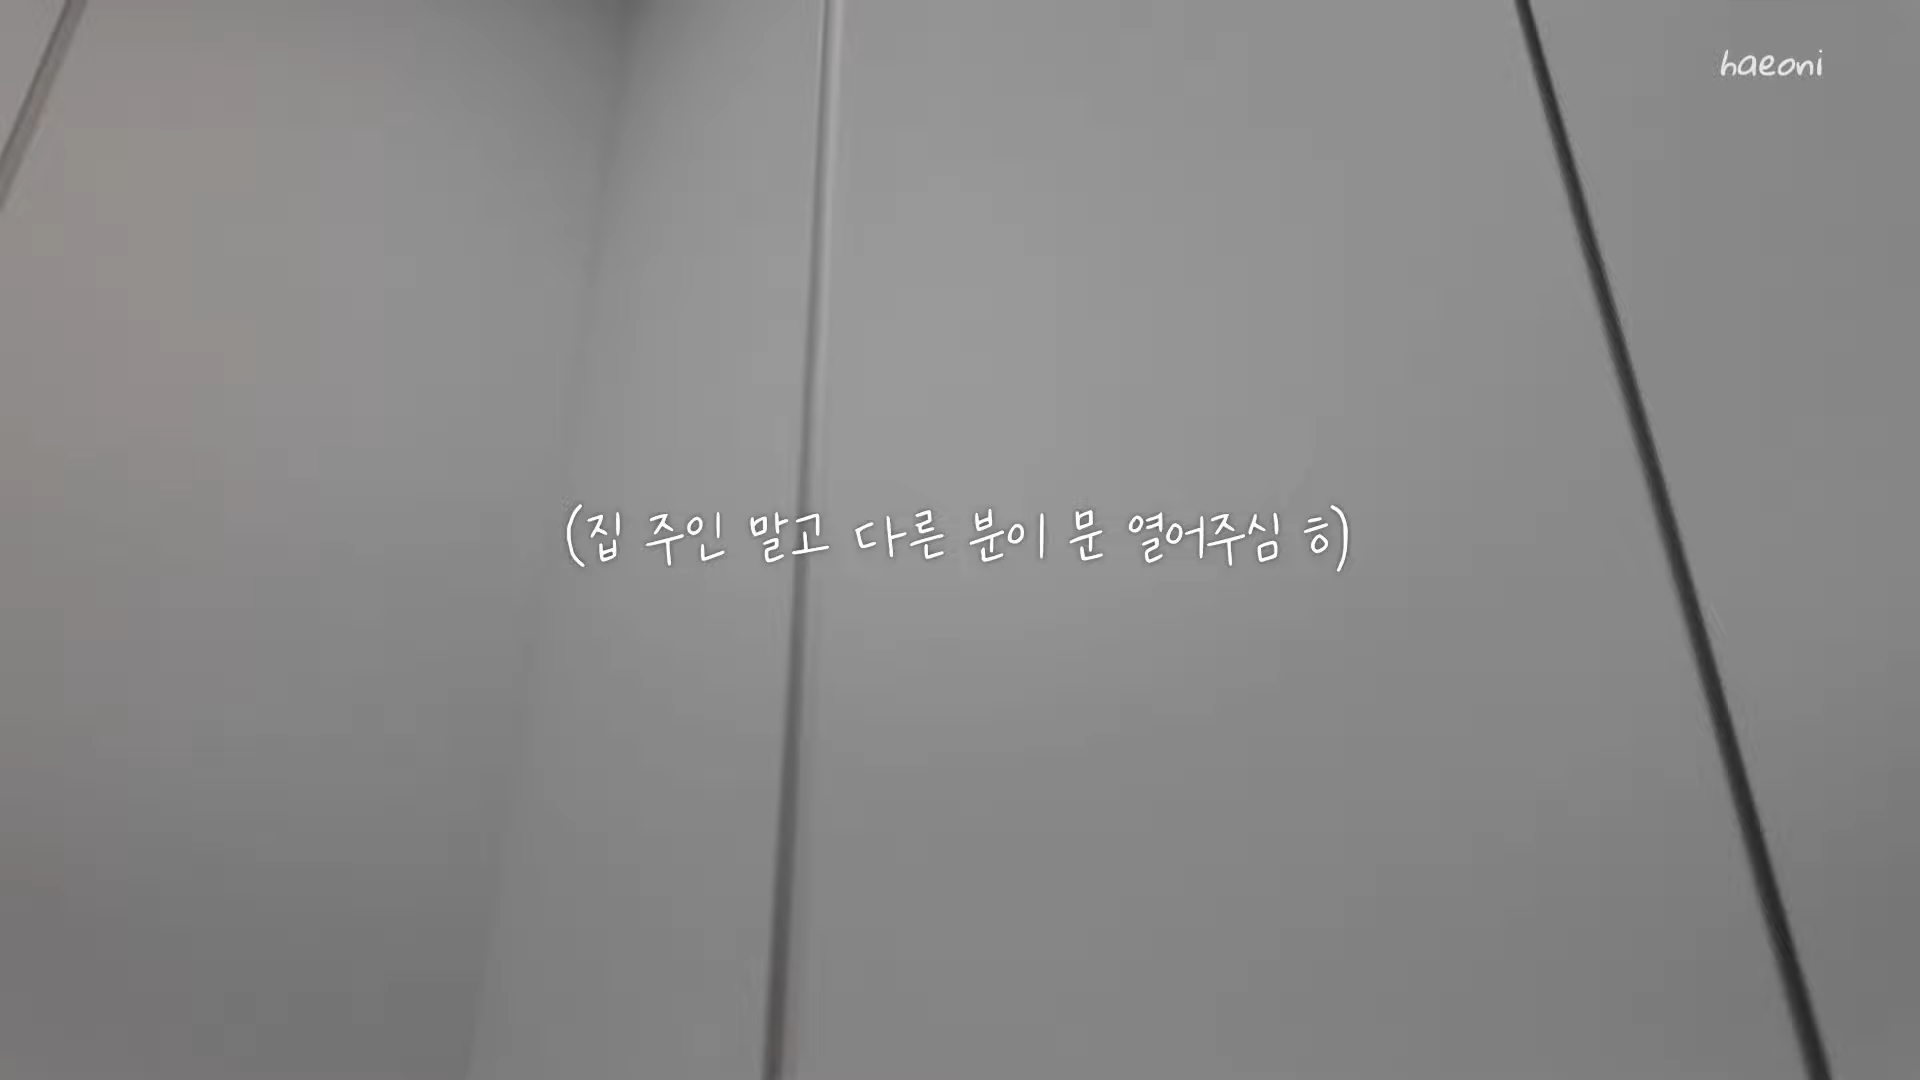 haeoni
(집 주인 말고 다른 분이 문 열어주심 ㅎ)